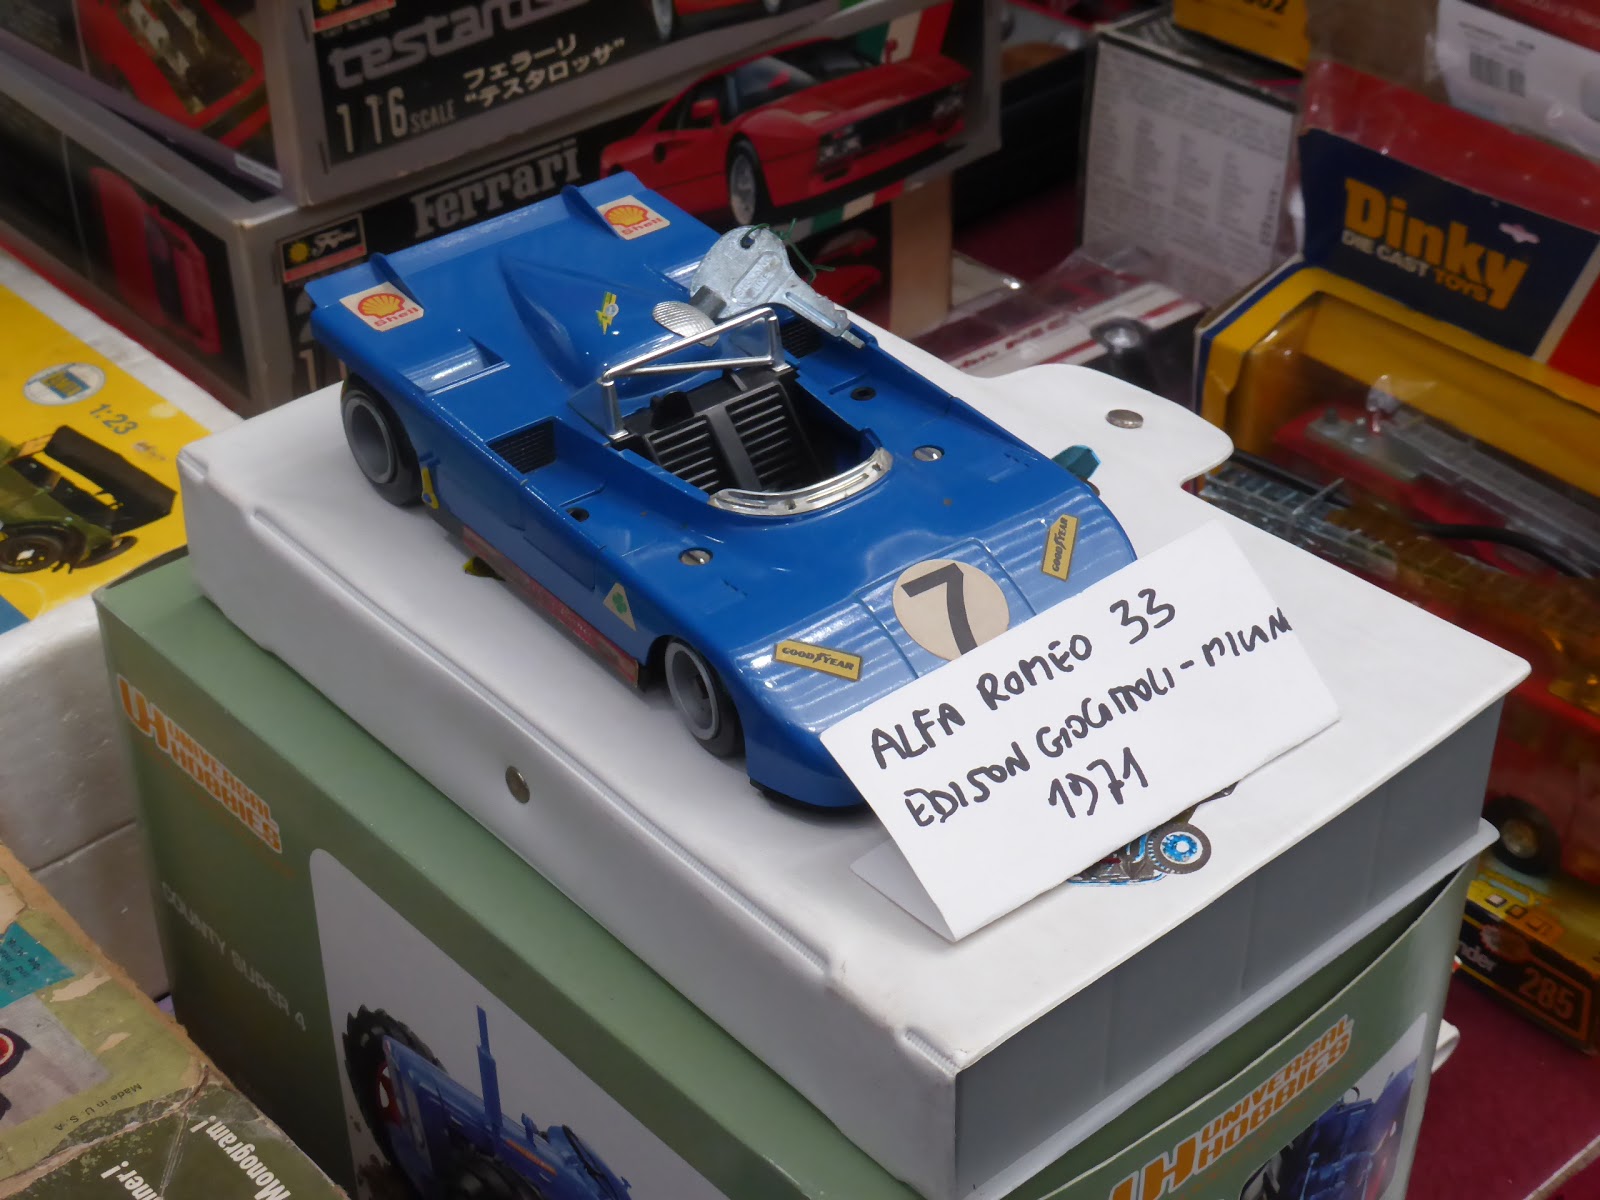 testarossa
フェラーリ
"テスタロッサ"
1 16 SCALE
Ferrari
Dinky
DIE CAST TOYS
Shell
Shell
1:23
7
GOODYEAR
GOODYEAR
ALFA ROMEO 33
EDISON GIOCATTOLI - MILAN
1971
UNIVERSAL
HOBBIES
COUNTY SUPER 4
285
UNIVERSAL
HOBBIES
Made in U.S.A.
Monogram!